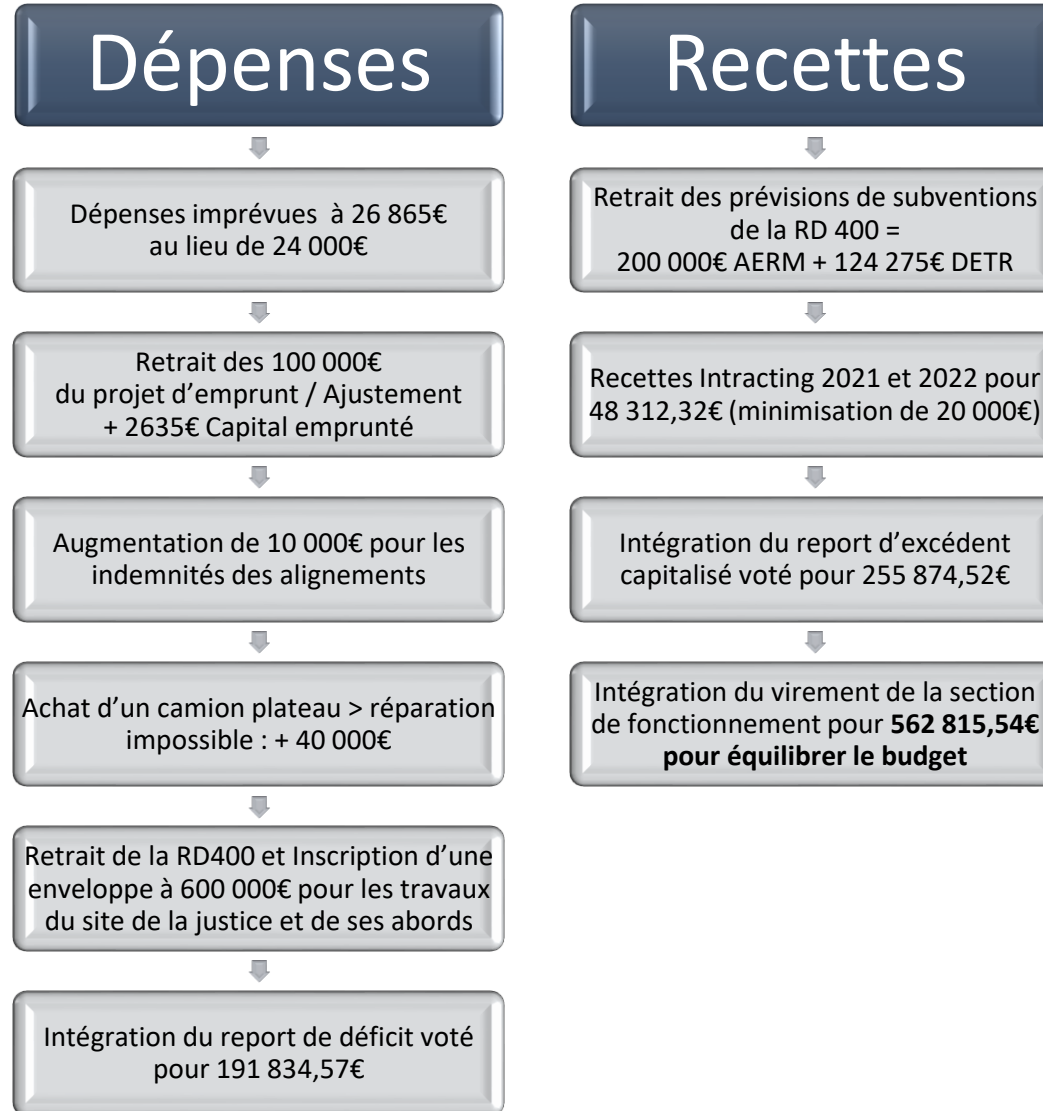 Dépenses
Dépenses imprévues à 26 865€
au lieu de 24 000€
Retrait des 100 000€
du projet d’emprunt / Ajustement
+ 2635€ Capital emprunté
Augmentation de 10 000€ pour les
indemnités des alignements
Achat d’un camion plateau > réparation
impossible : + 40 000€
Retrait de la RD400 et Inscription d’une
enveloppe à 600 000€ pour les travaux
du site de la justice et de ses abords
Intégration du report de déficit voté
pour 191 834,57€
Recettes
Retrait des prévisions de subventions
de la RD 400 =
200 000€ AERM + 124 275€ DETR
Recettes Intracting 2021 et 2022 pour
48 312,32€ (minimisation de 20 000€)
Intégration du report d’excédent
capitalisé voté pour 255 874,52€
Intégration du virement de la section
de fonctionnement pour 562 815,54€
pour équilibrer le budget